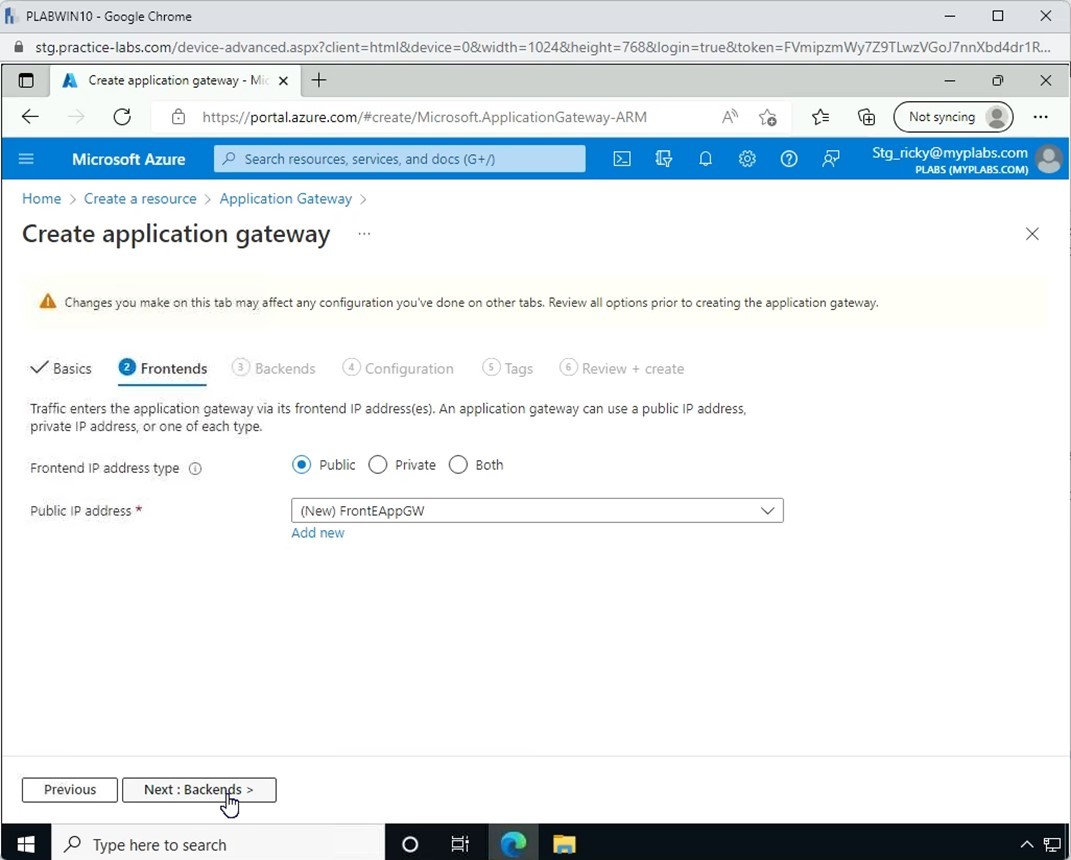 PLABWIN10 - Google Chrome
stg.practice-labs.com/device-advanced.aspx?client=html&device=0&width=1024&height=768&login=true&token=FVmipzmWy7Z9TLwzVGoJ7nnXbd4dr1R...
Create application gateway - Mic
https://portal.azure.com/#create/Microsoft.ApplicationGateway-ARM
Not syncing
Microsoft Azure
Search resources, services, and docs (G+/)
Stg_ricky@myplabs.com
PLABS (MYPLABS.COM)
Home > Create a resource > Application Gateway >
Create application gateway ...
Changes you make on this tab may affect any configuration you've done on other tabs. Review all options prior to creating the application gateway.
Basics 2 Frontends 3 Backends 4 Configuration 5 Tags 6 Review + create
Traffic enters the application gateway via its frontend IP address(es). An application gateway can use a public IP address,
private IP address, or one of each type.
Frontend IP address type Public Private Both
Public IP address * (New) FrontEAppGW
Add new
Previous Next : Backends >
Type here to search